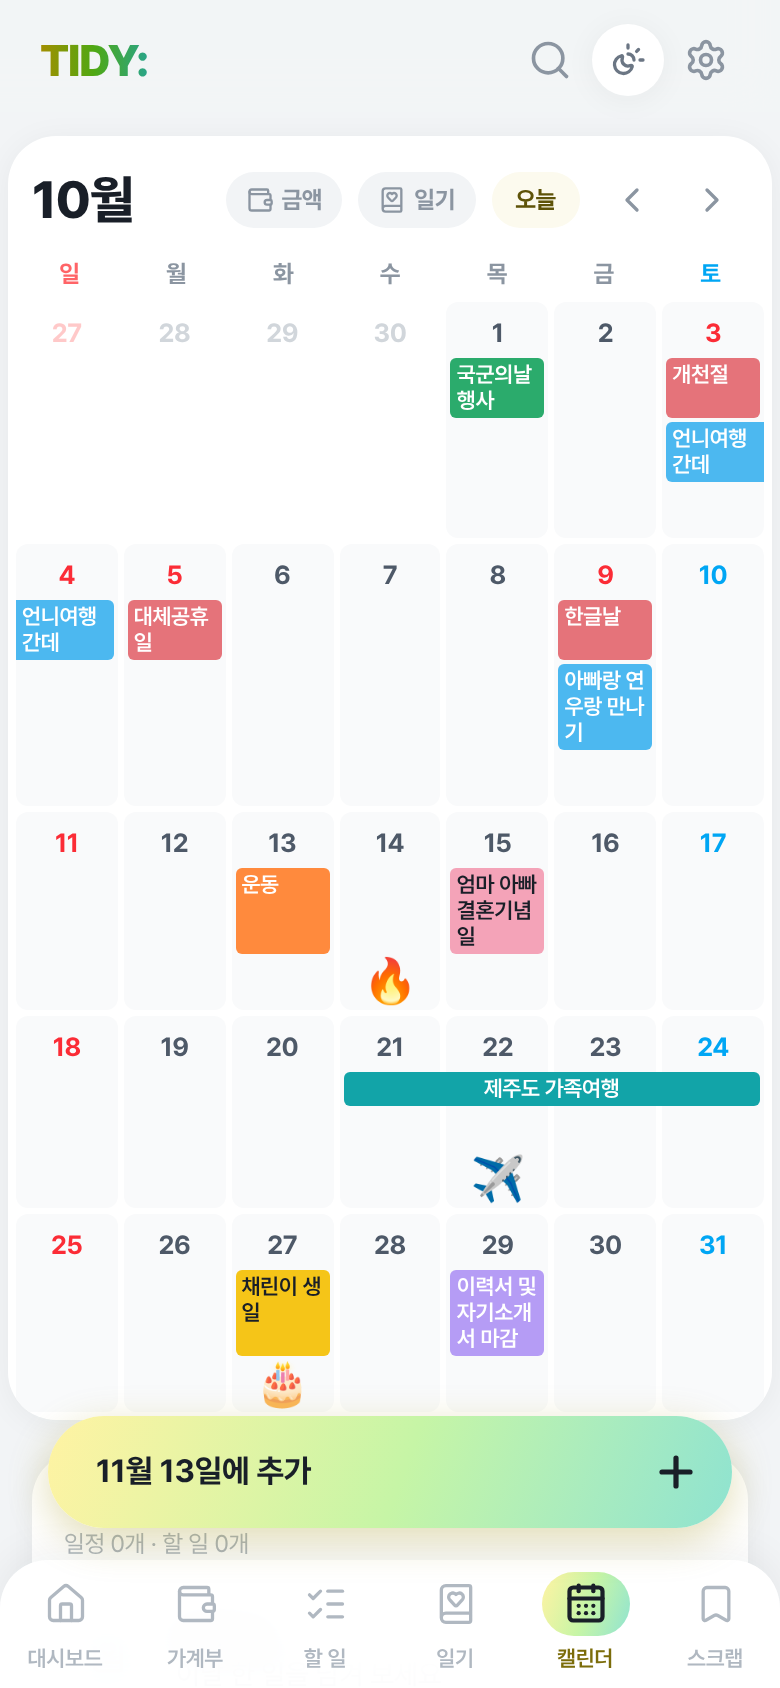 TIDY:
10월 금액 일기 오늘
일 월 화 수 목 금 토
27 28 29 30 1 2 3
국군의날
행사
개천절
언니여행
간데
4 5 6 7 8 9 10
언니여행
간데
대체공휴
일
한글날
아빠랑 연
우랑 만나
기
11 12 13 14 15 16 17
운동
엄마 아빠
결혼기념
일
18 19 20 21 22 23 24
제주도 가족여행
25 26 27 28 29 30 31
채린이 생
일
이력서 및
자기소개
서 마감
11월 13일에 추가
일정 0개 · 할 일 0개
대시보드 가계부 할 일 일기 캘린더 스크랩